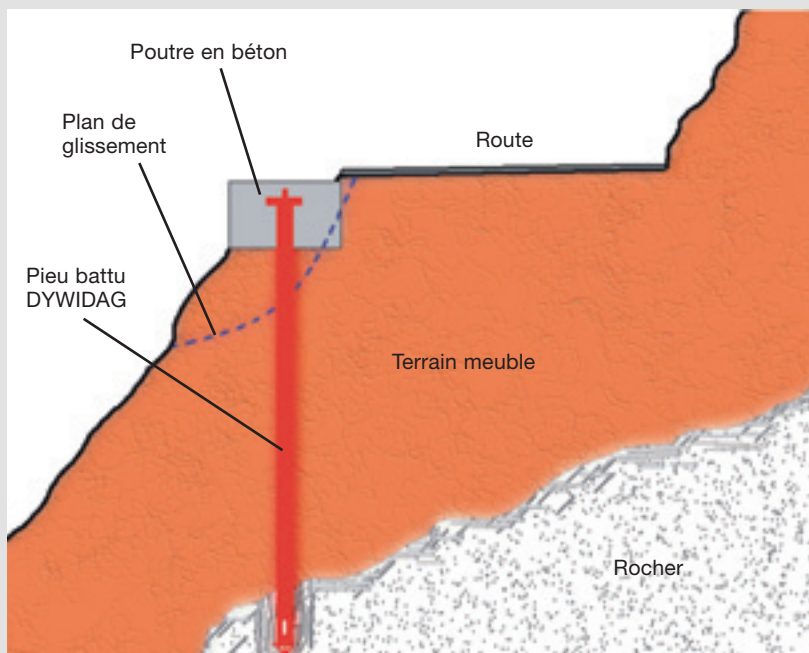 Poutre en béton
Plan de
glissement
Route
Pieu battu
DYWIDAG
Terrain meuble
Rocher